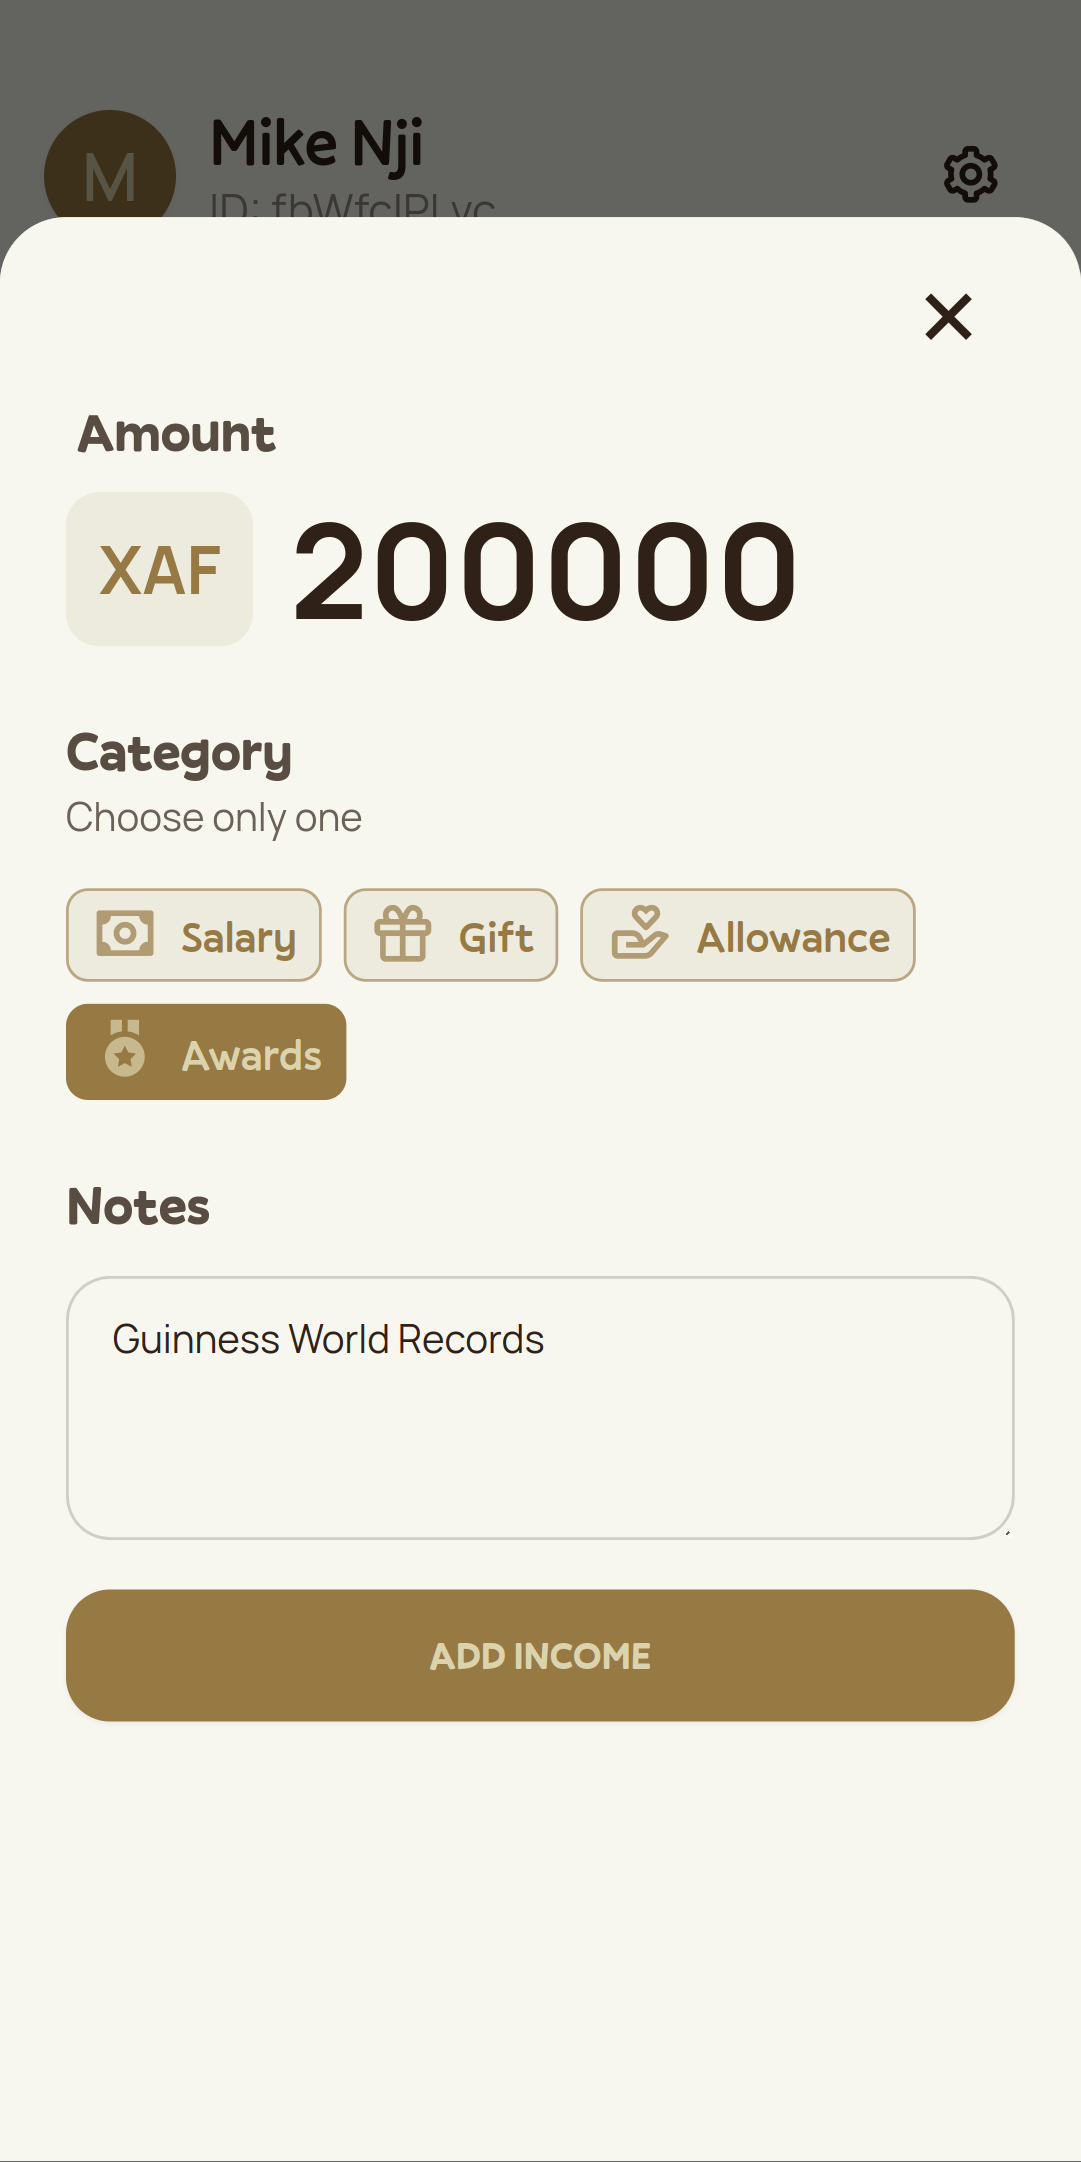 M
Mike Nji
ID:
Amount
XAF 200000
Category
Choose only one
Salary Gift Allowance
Awards
Notes
Guinness World Records
ADD INCOME